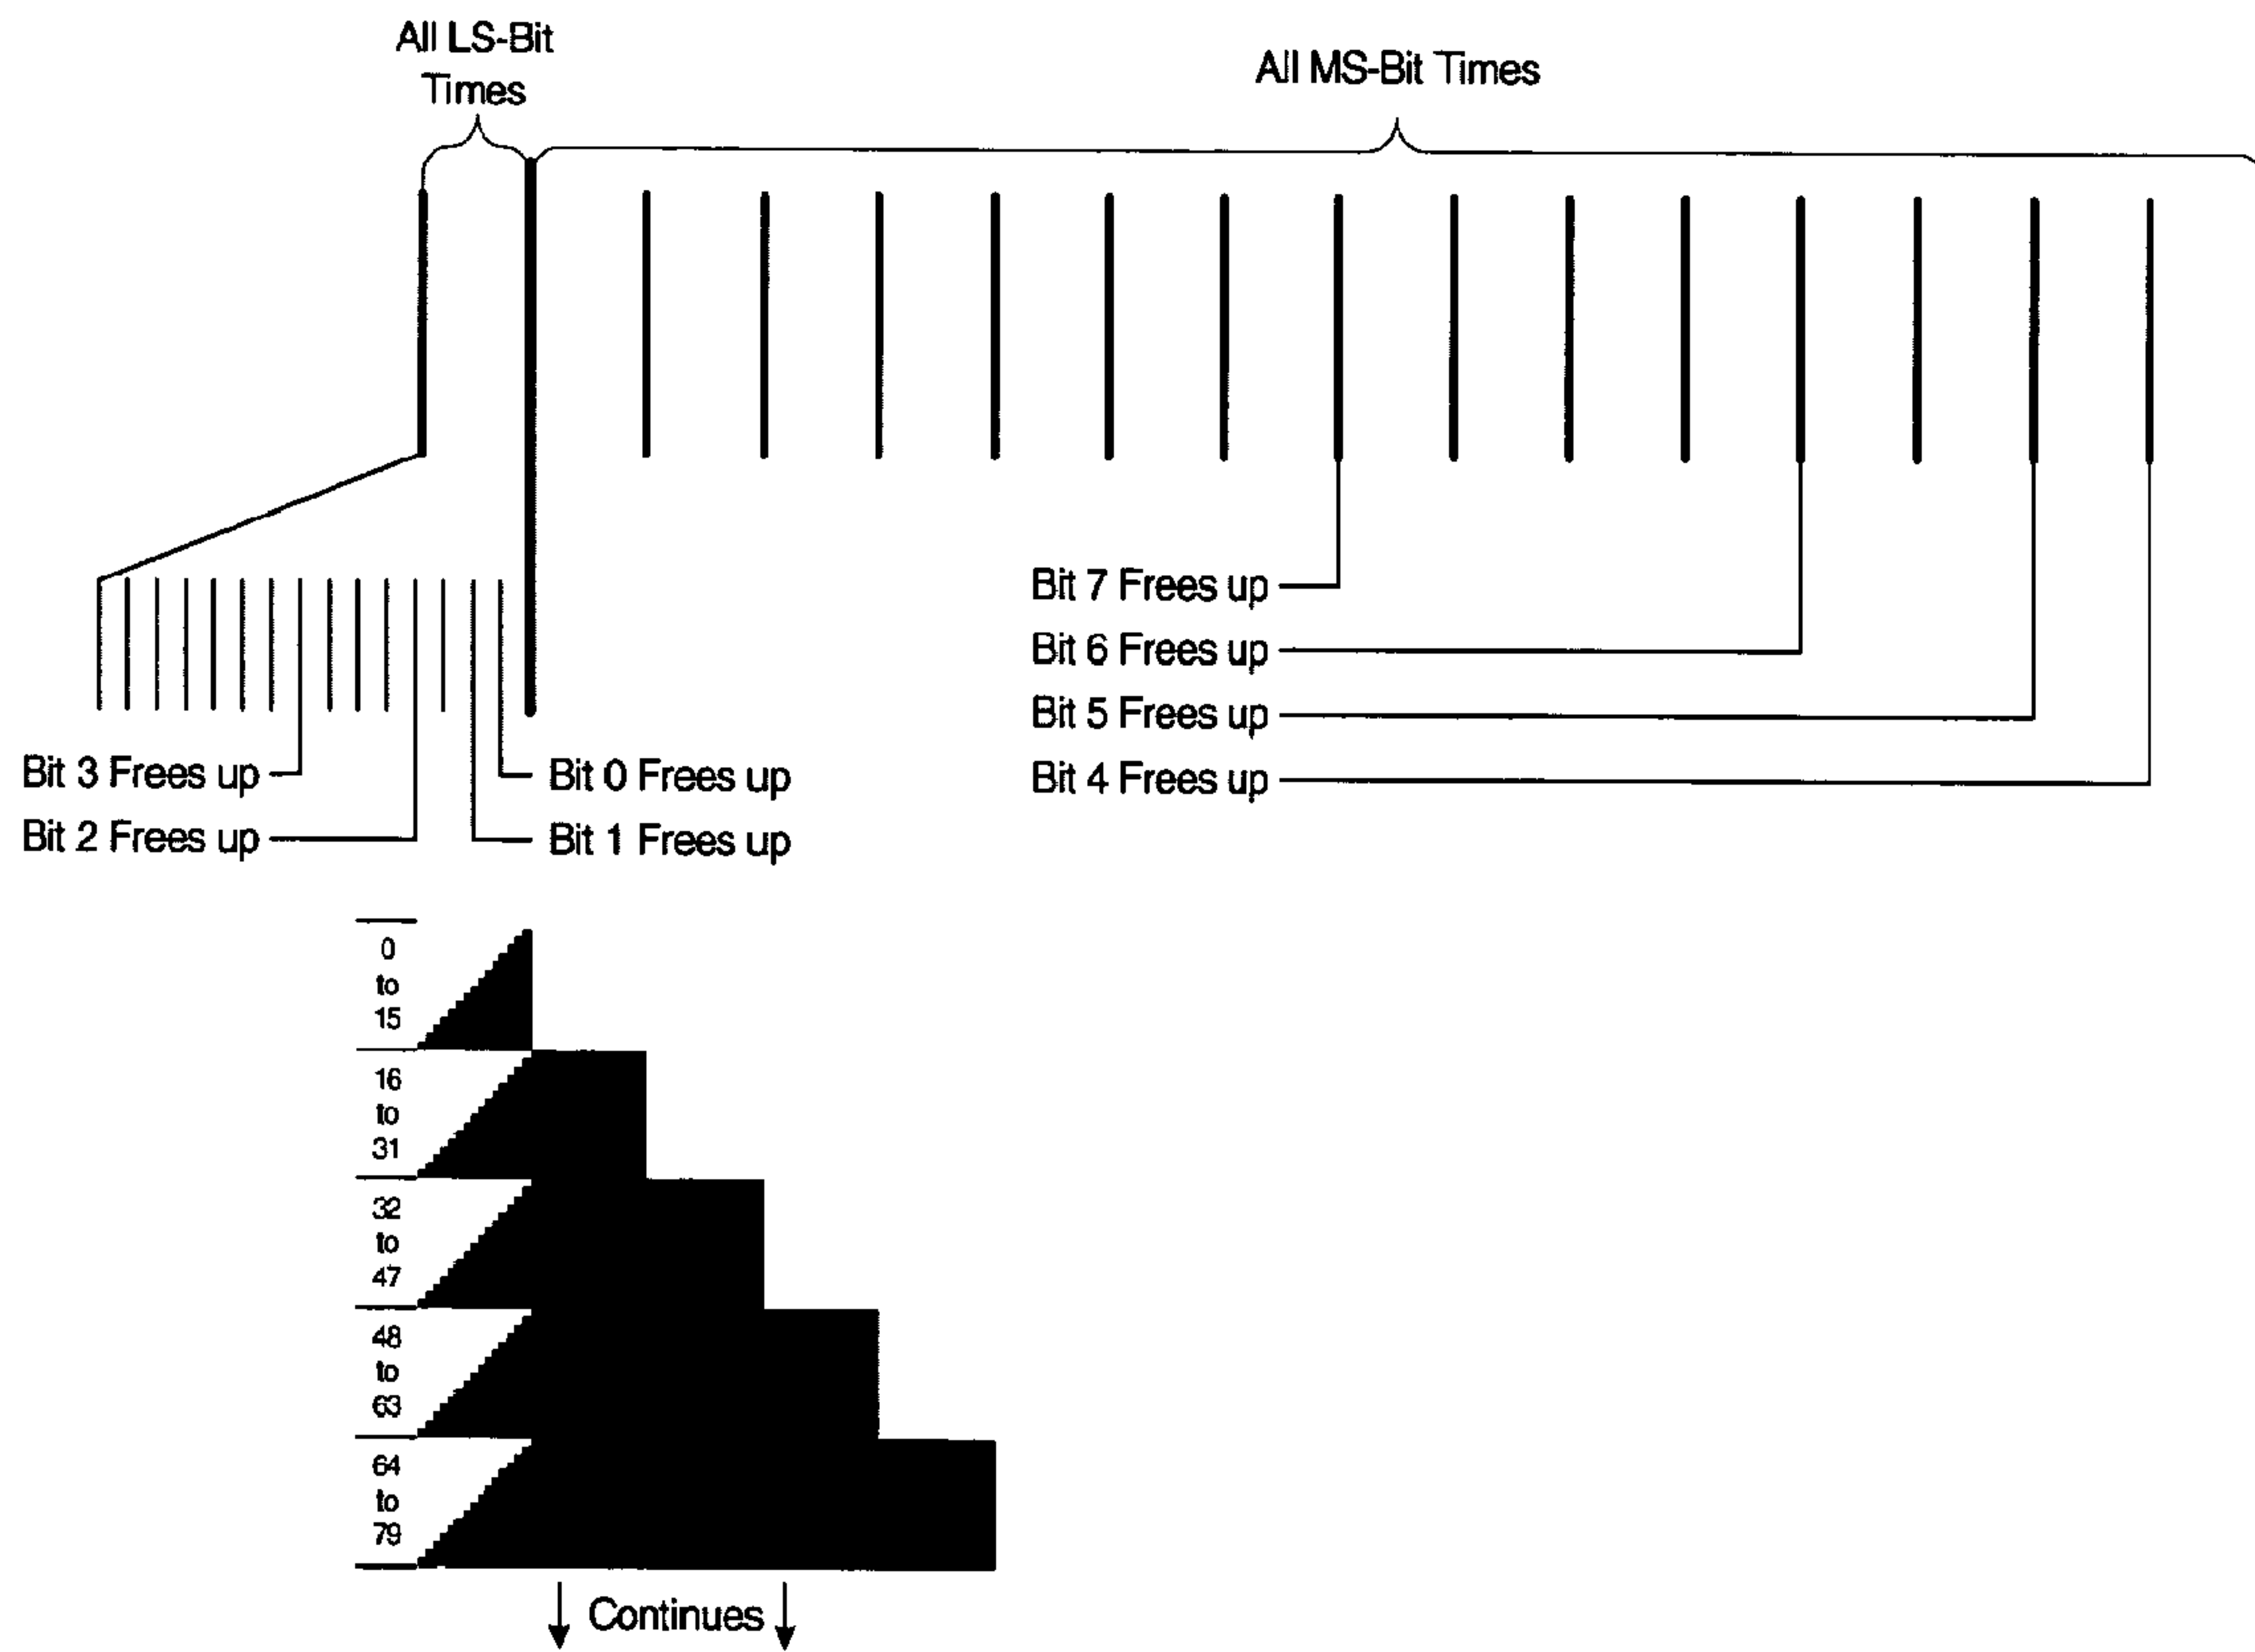 All LS-Bit
Times
All MS-Bit Times
Bit 7 Frees up
Bit 6 Frees up
Bit 5 Frees up
Bit 4 Frees up
Bit 3 Frees up
Bit 0 Frees up
Bit 2 Frees up
Bit 1 Frees up
0
to
15
16
to
31
32
to
47
48
to
63
64
to
79
Continues